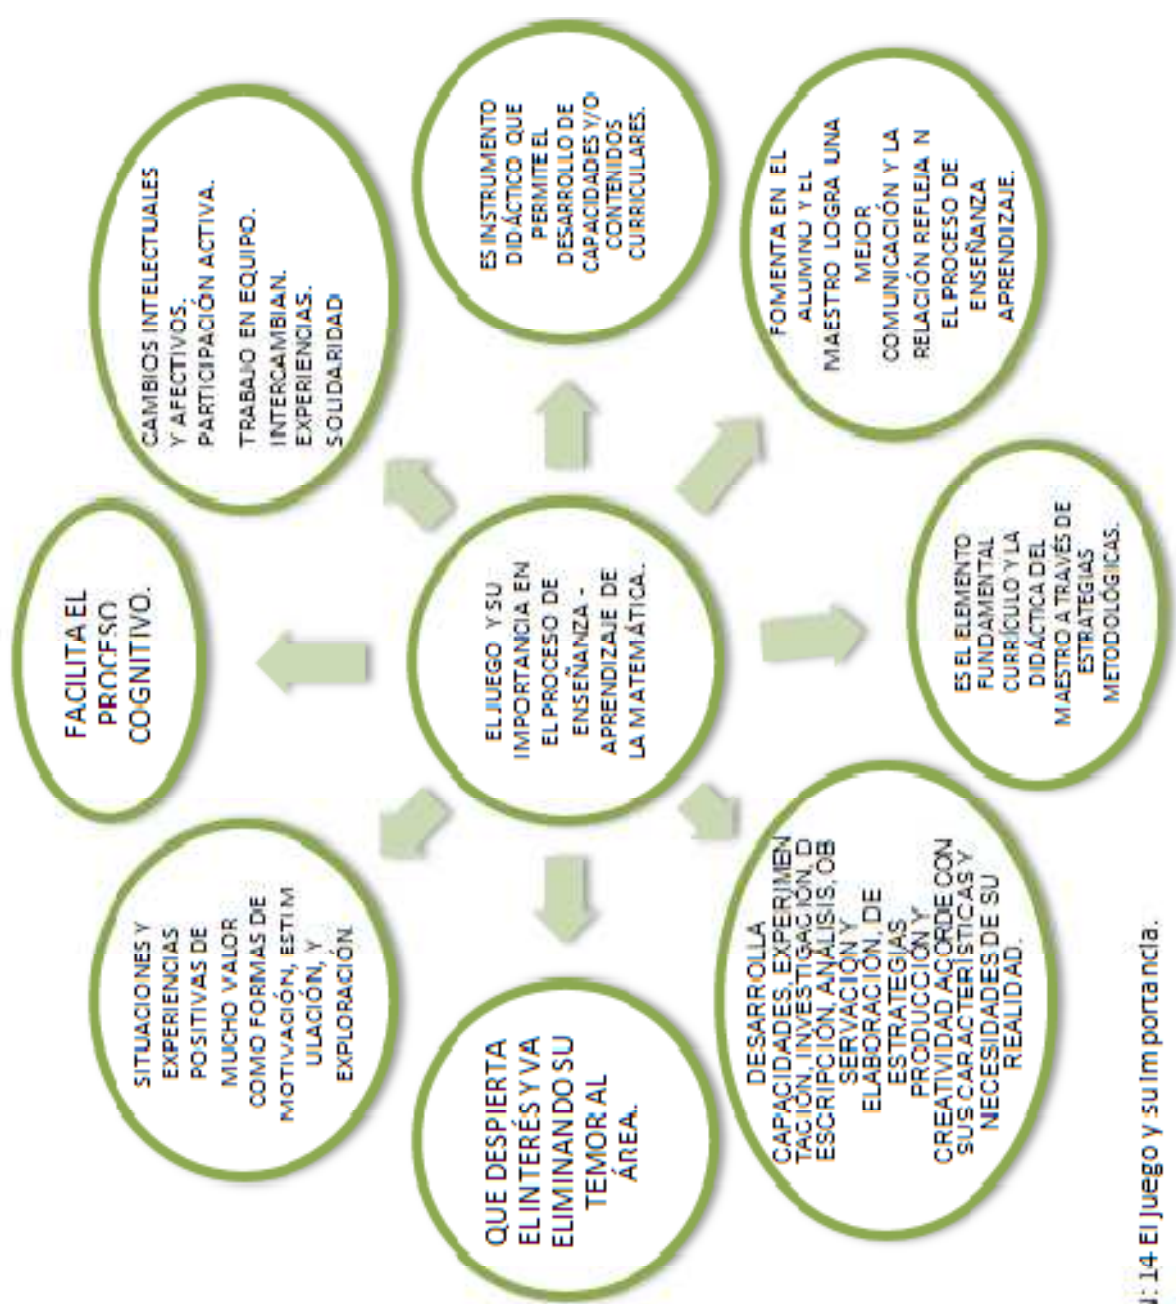 FACILITA EL
PROCESO
COGNITIVO.
CAMBIOS INTELECTUALES
Y AFECTIVOS.
PARTICIPACIÓN ACTIVA.
TRABAJO EN EQUIPO.
INTERCAMBIAN.
EXPERIENCIAS.
SOLIDARIDAD
ES INSTRUMENTO
DIDÁCTICO QUE
PERMITE EL
DESARROLLO DE
CAPACIDADES Y/O
CONTENIDOS
CURRICULARES.
FOMENTA EN EL
ALUMNO Y EL
MAESTRO LOGRA UNA
MEJOR
COMUNICACIÓN Y LA
RELACIÓN REFLEJA N
EL PROCESO DE
ENSEÑANZA
APRENDIZAJE.
ES EL ELEMENTO
FUNDAMENTAL
CURRÍCULO Y LA
DIDÁCTICA DEL
MAESTRO A TRAVÉS DE
ESTRATEGIAS
METODOLÓGICAS.
DESARROLLA
CAPACIDADES, EXPERIMEN
TACIÓN, INVESTIGACIÓN, D
ESCRIPCIÓN, ANÁLISIS, OB
SERVACIÓN Y
ELABORACIÓN, DE
ESTRATEGIAS
PRODUCCIÓN Y
CREATIVIDAD ACORDE CON
SUS CARACTERÍSTICAS Y
NECESIDADES DE SU
REALIDAD.
QUE DESPIERTA
EL INTERÉS Y VA
ELIMINANDO SU
TEMOR AL
ÁREA.
SITUACIONES Y
EXPERIENCIAS
POSITIVAS DE
MUCHO VALOR
COMO FORMAS DE
MOTIVACIÓN, ESTIM
ULACIÓN, Y
EXPLORACIÓN.
EL JUEGO Y SU
IMPORTANCIA EN
EL PROCESO DE
ENSEÑANZA -
APRENDIZAJE DE
LA MATEMÁTICA.
: 14 El juego y su importancia.